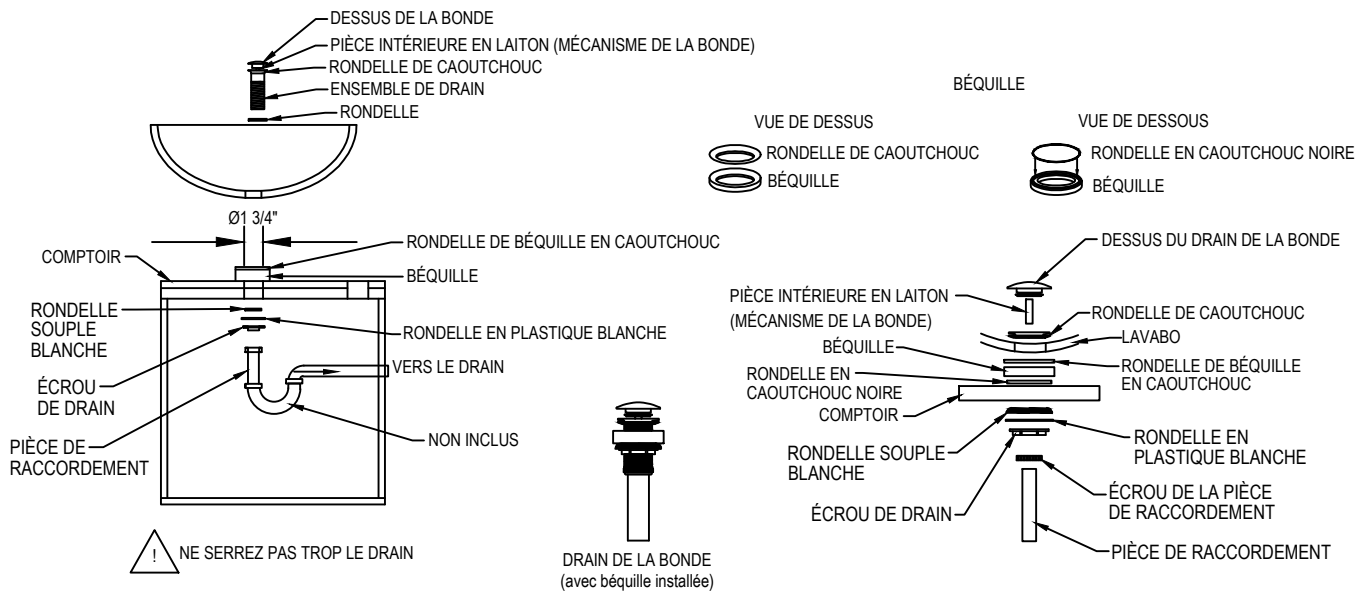 DESSUS DE LA BONDE
PIÈCE INTÉRIEURE EN LAITON (MÉCANISME DE LA BONDE)
RONDELLE DE CAOUTCHOUC
ENSEMBLE DE DRAIN
RONDELLE
Ø1 3/4"
COMPTOIR
RONDELLE DE BÉQUILLE EN CAOUTCHOUC
BÉQUILLE
RONDELLE
SOUPLE
BLANCHE
RONDELLE EN PLASTIQUE BLANCHE
ÉCROU
DE DRAIN
VERS LE DRAIN
PIÈCE DE
RACCORDEMENT
NON INCLUS
! NE SERREZ PAS TROP LE DRAIN
DRAIN DE LA BONDE
(avec béquille installée)
BÉQUILLE
VUE DE DESSUS
RONDELLE DE CAOUTCHOUC
BÉQUILLE
VUE DE DESSOUS
RONDELLE EN CAOUTCHOUC NOIRE
BÉQUILLE
DESSUS DU DRAIN DE LA BONDE
PIÈCE INTÉRIEURE EN LAITON
(MÉCANISME DE LA BONDE)
RONDELLE DE CAOUTCHOUC
LAVABO
BÉQUILLE
RONDELLE DE BÉQUILLE
EN CAOUTCHOUC
RONDELLE EN
CAOUTCHOUC NOIRE
COMPTOIR
RONDELLE SOUPLE
BLANCHE
RONDELLE EN
PLASTIQUE BLANCHE
ÉCROU DE DRAIN
ÉCROU DE LA PIÈCE
DE RACCORDEMENT
PIÈCE DE RACCORDEMENT